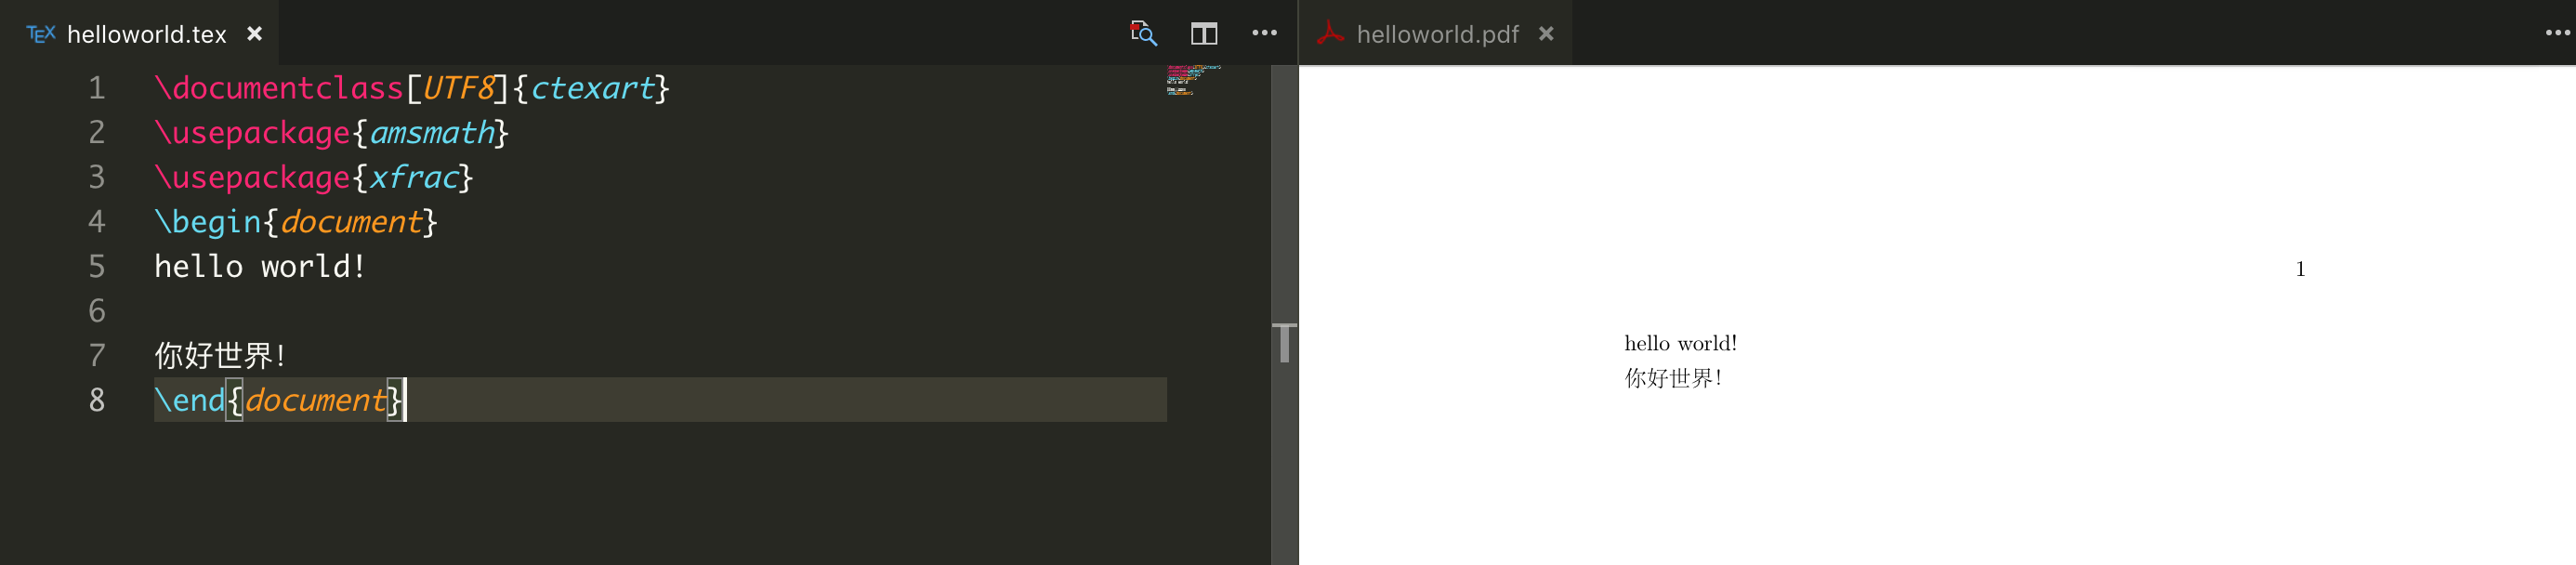 TEX helloworld.tex ×
1 \documentclass[UTF8]{ctexart}
2 \usepackage{amsmath}
3 \usepackage{xfrac}
4 \begin{document}
5 hello world!
6
7 你好世界!
8 \end{document}
helloworld.pdf ×
1
hello world!
你好世界!